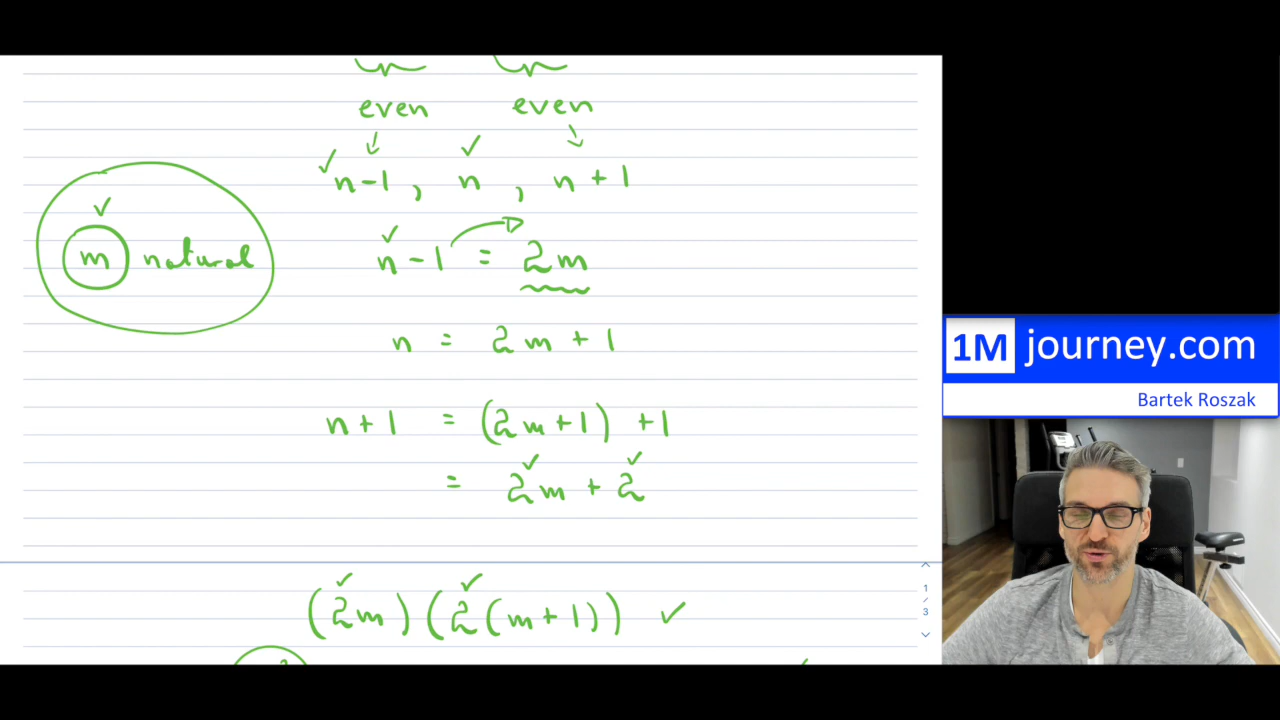 even even
n-1 , n , n+1
m natural
n-1 = 2m
n = 2m+1
n+1 = (2m+1)+1
= 2m+2
(2m)(2(m+1))
1M journey.com
Bartek Roszak
1
/
3